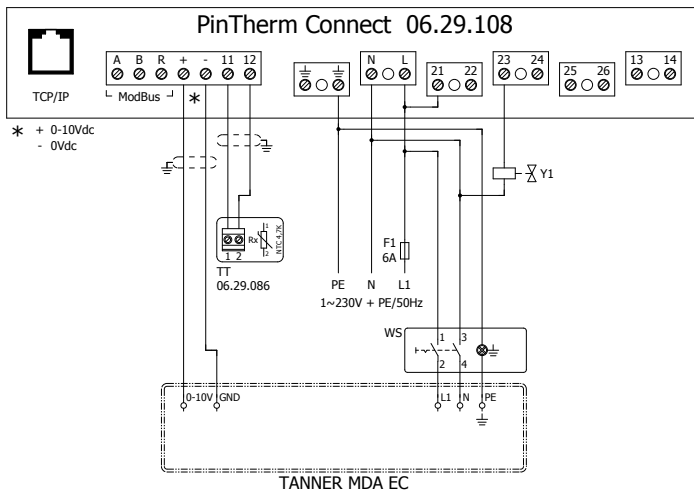 PinTherm Connect 06.29.108
TCP/IP
A B R + - 11 12
ModBus
*
N L
21 22
23 24
25 26
13 14
* + 0-10Vdc
- 0Vdc
Y1
1 2
Rx
1
2
NTC 4,7K
TT
06.29.086
F1
6A
PE N L1
1~230V + PE/50Hz
WS
1 3
2 4
0-10V GND
L1 N PE
TANNER MDA EC